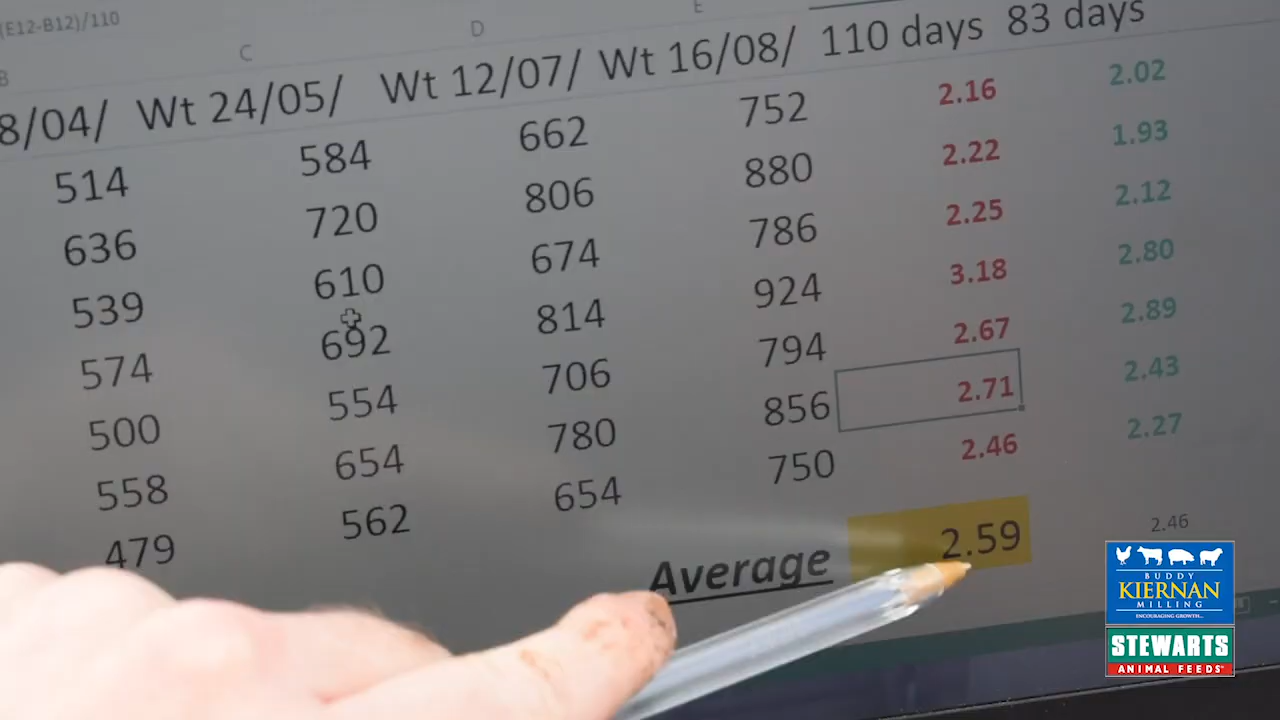 (E12-B12)/110
B C D E
8/04/ Wt 24/05/ Wt 12/07/ Wt 16/08/ 110 days 83 days
514 584 662 752 2.16 2.02
636 720 806 880 2.22 1.93
539 610 674 786 2.25 2.12
574 692 814 924 3.18 2.80
500 554 706 794 2.67 2.89
558 654 780 856 2.71 2.43
479 562 654 750 2.46 2.27
Average 2.59 2.46
BUDDY
KIERNAN
MILLING
ENCOURAGING GROWTH...
STEWARTS
ANIMAL FEEDS